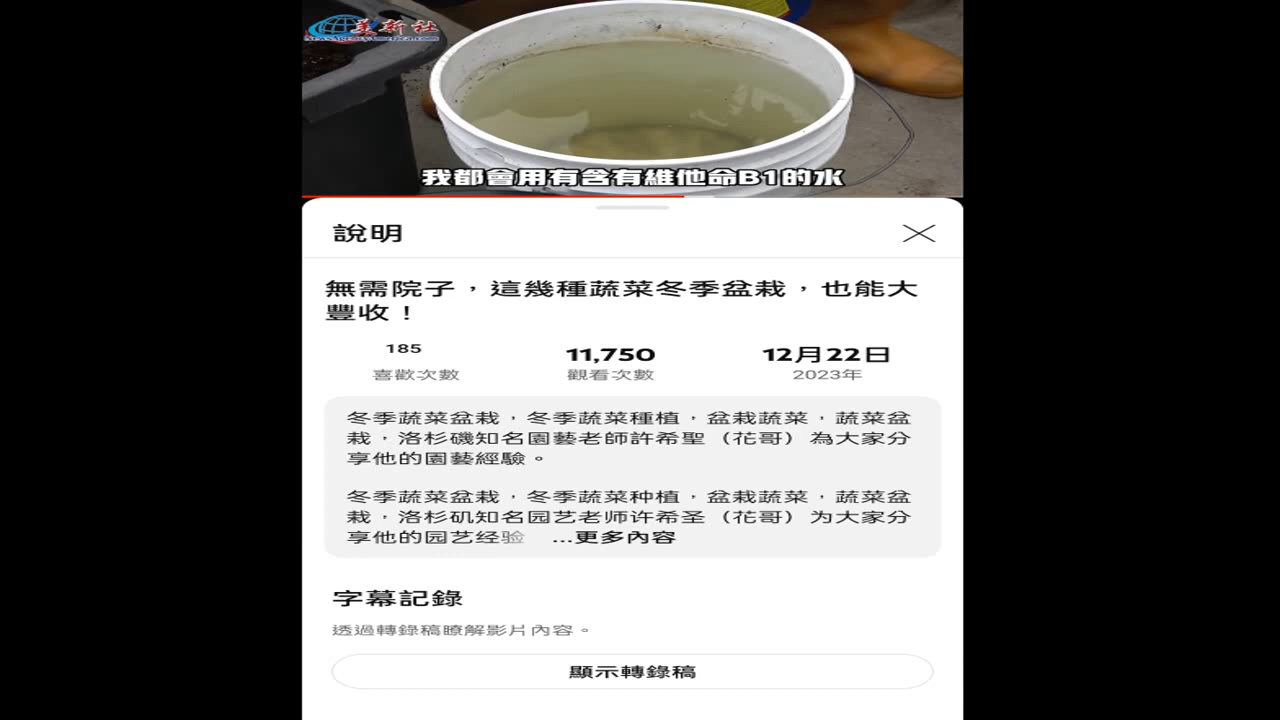 美新社
NewsAgencyAmerica.com
我都會用有含有維他命B1的水
說明
無需院子，這幾種蔬菜冬季盆栽，也能大
豐收！
185 11,750 12月22日
喜歡次數 觀看次數 2023年
冬季蔬菜盆栽，冬季蔬菜種植，盆栽蔬菜，蔬菜盆
栽，洛杉磯知名園藝老師許希聖（花哥）為大家分
享他的園藝經驗。
冬季蔬菜盆栽，冬季蔬菜种植，盆栽蔬菜，蔬菜盆
栽，洛杉矶知名园艺老师许希圣（花哥）为大家分
享他的园艺经验 ...更多內容
字幕記錄
透過轉錄稿瞭解影片內容。
顯示轉錄稿